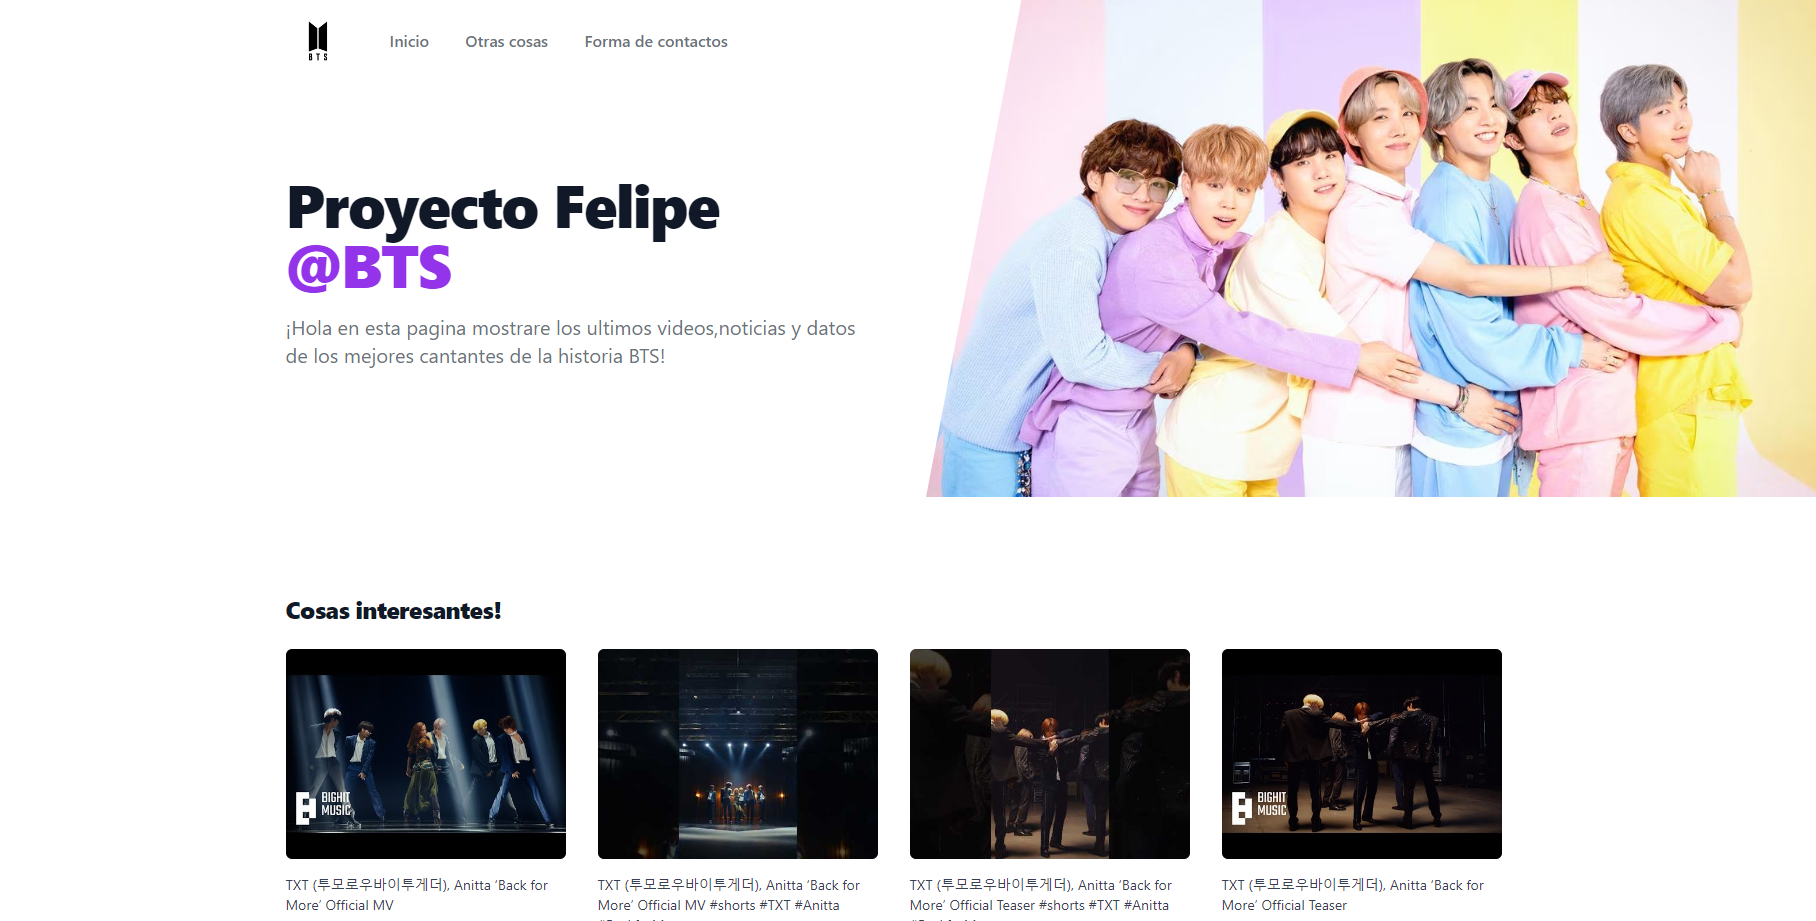 BTS
Inicio
Otras cosas
Forma de contactos
Proyecto Felipe
@BTS
¡Hola en esta pagina mostrare los ultimos videos,noticias y datos
de los mejores cantantes de la historia BTS!
Cosas interesantes!
BIGHIT
MUSIC
BIGHIT
MUSIC
TXT (투모로우바이투게더), Anitta ‘Back for
More’ Official MV
TXT (투모로우바이투게더), Anitta ‘Back for
More’ Official MV #shorts #TXT #Anitta
TXT (투모로우바이투게더), Anitta ‘Back for
More’ Official Teaser #shorts #TXT #Anitta
TXT (투모로우바이투게더), Anitta ‘Back for
More’ Official Teaser